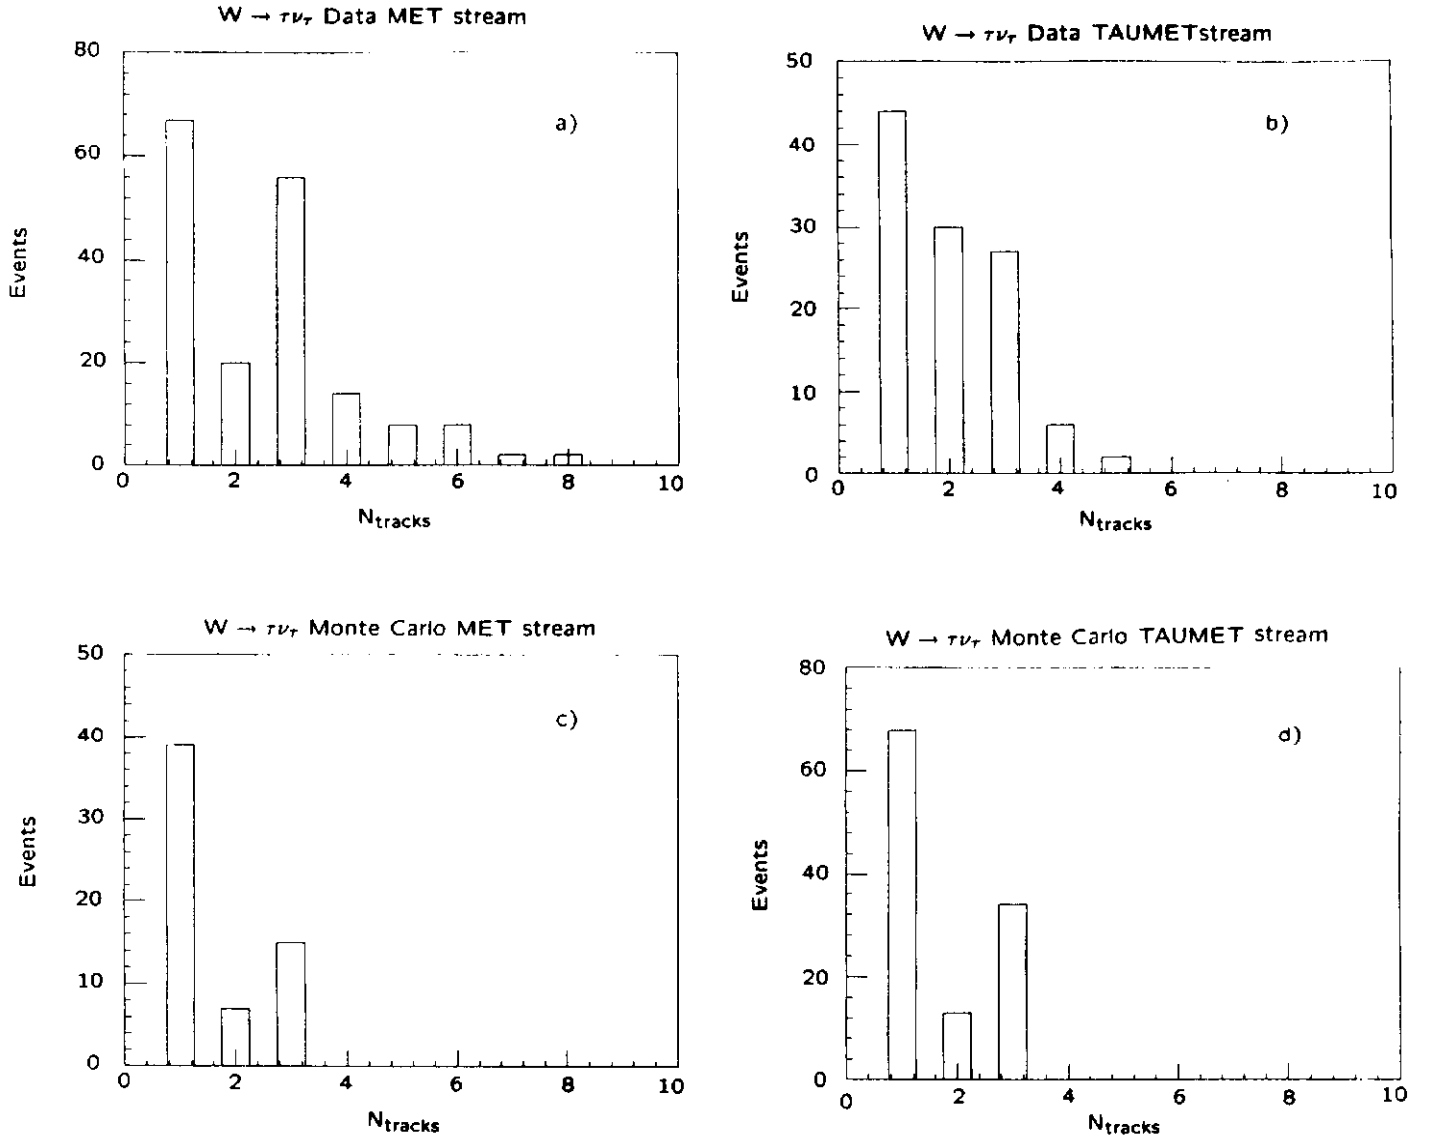 W → τν_τ Data MET stream
80
60
40
20
0
Events
a)
0 2 4 6 8 10
N_tracks
W → τν_τ Data TAUMETstream
50
40
30
20
10
0
Events
b)
0 2 4 6 8 10
N_tracks
W → τν_τ Monte Carlo MET stream
50
40
30
20
10
0
Events
c)
0 2 4 6 8 10
N_tracks
W → τν_τ Monte Carlo TAUMET stream
80
60
40
20
0
Events
d)
0 2 4 6 8 10
N_tracks